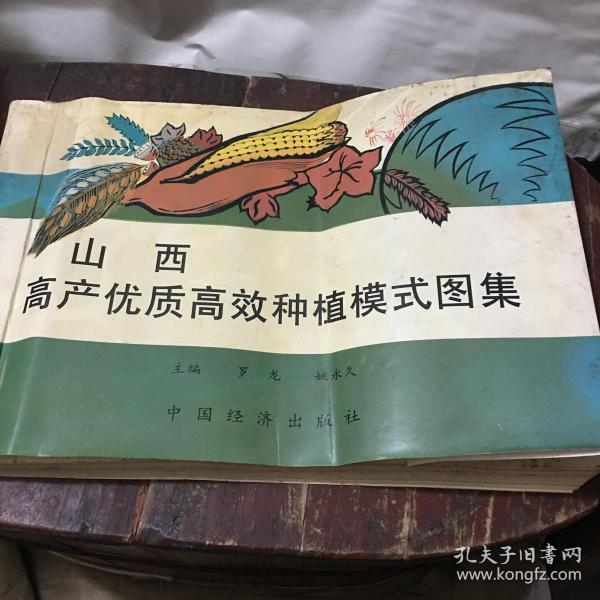 山西
高产优质高效种植模式图集
主编 罗龙 姚永久
中国经济出版社
孔夫子旧書网
www.kongfz.com